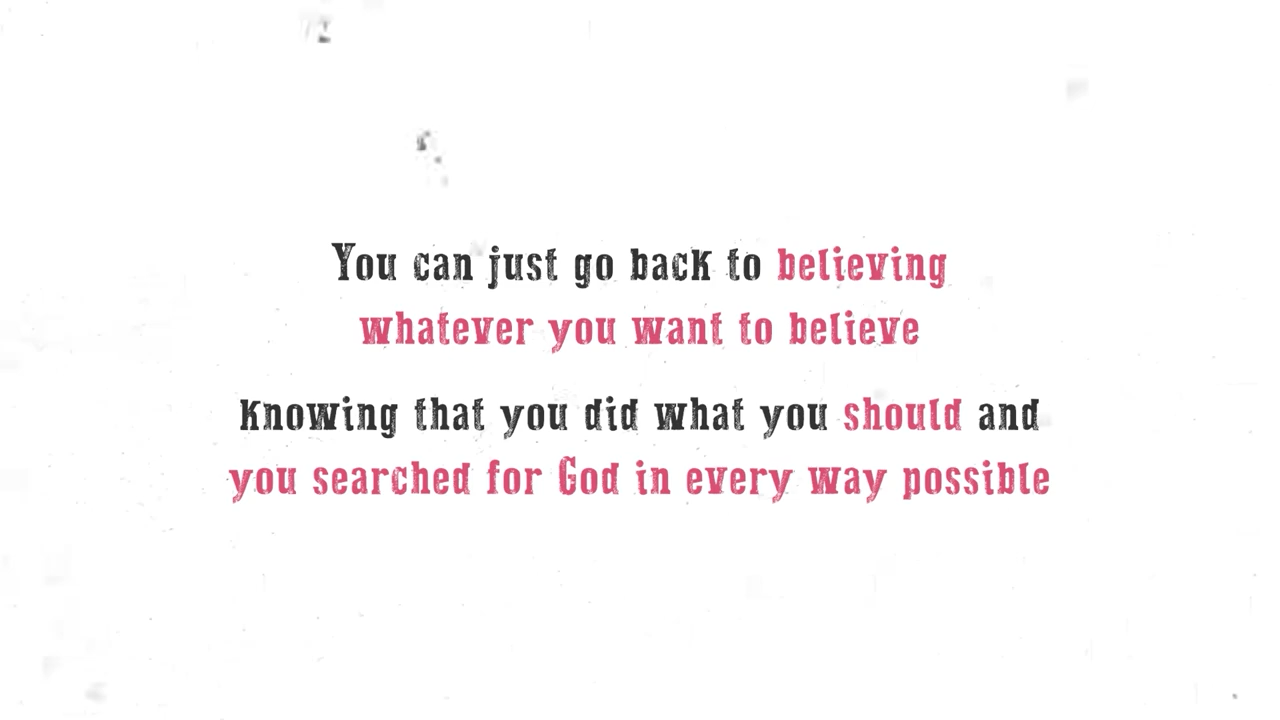 You can just go back to believing
whatever you want to believe
Knowing that you did what you should and
you searched for God in every way possible